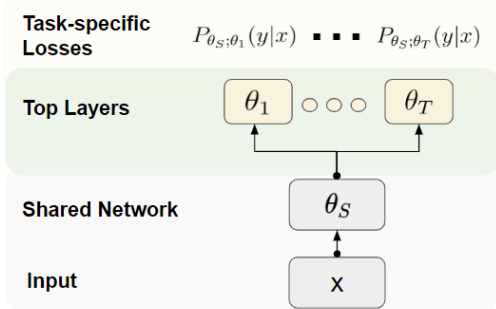 Task-specific
Losses
P_{θ_S;θ_1}(y|x) ▪ ▪ ▪ P_{θ_S;θ_T}(y|x)
Top Layers
θ_1 ○○○ θ_T
Shared Network
θ_S
Input
x